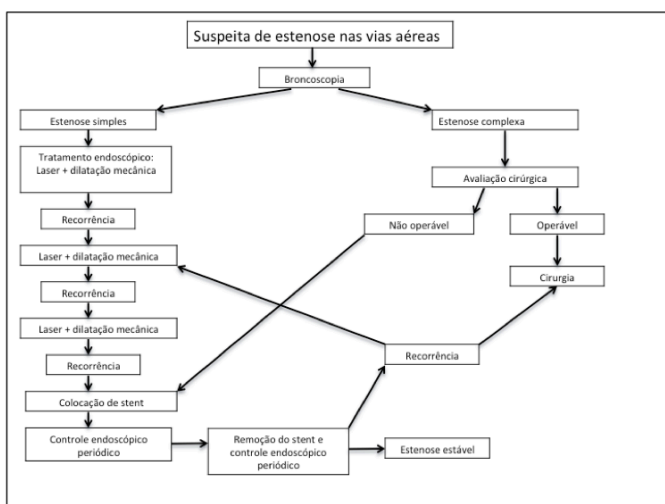 Suspeita de estenose nas vias aéreas
Broncoscopia
Estenose simples
Estenose complexa
Tratamento endoscópico:
Laser + dilatação mecânica
Avaliação cirúrgica
Recorrência
Não operável
Operável
Laser + dilatação mecânica
Cirurgia
Recorrência
Laser + dilatação mecânica
Recorrência
Recorrência
Colocação de stent
Controle endoscópico
periódico
Remoção do stent e
controle endoscópico
periódico
Estenose estável